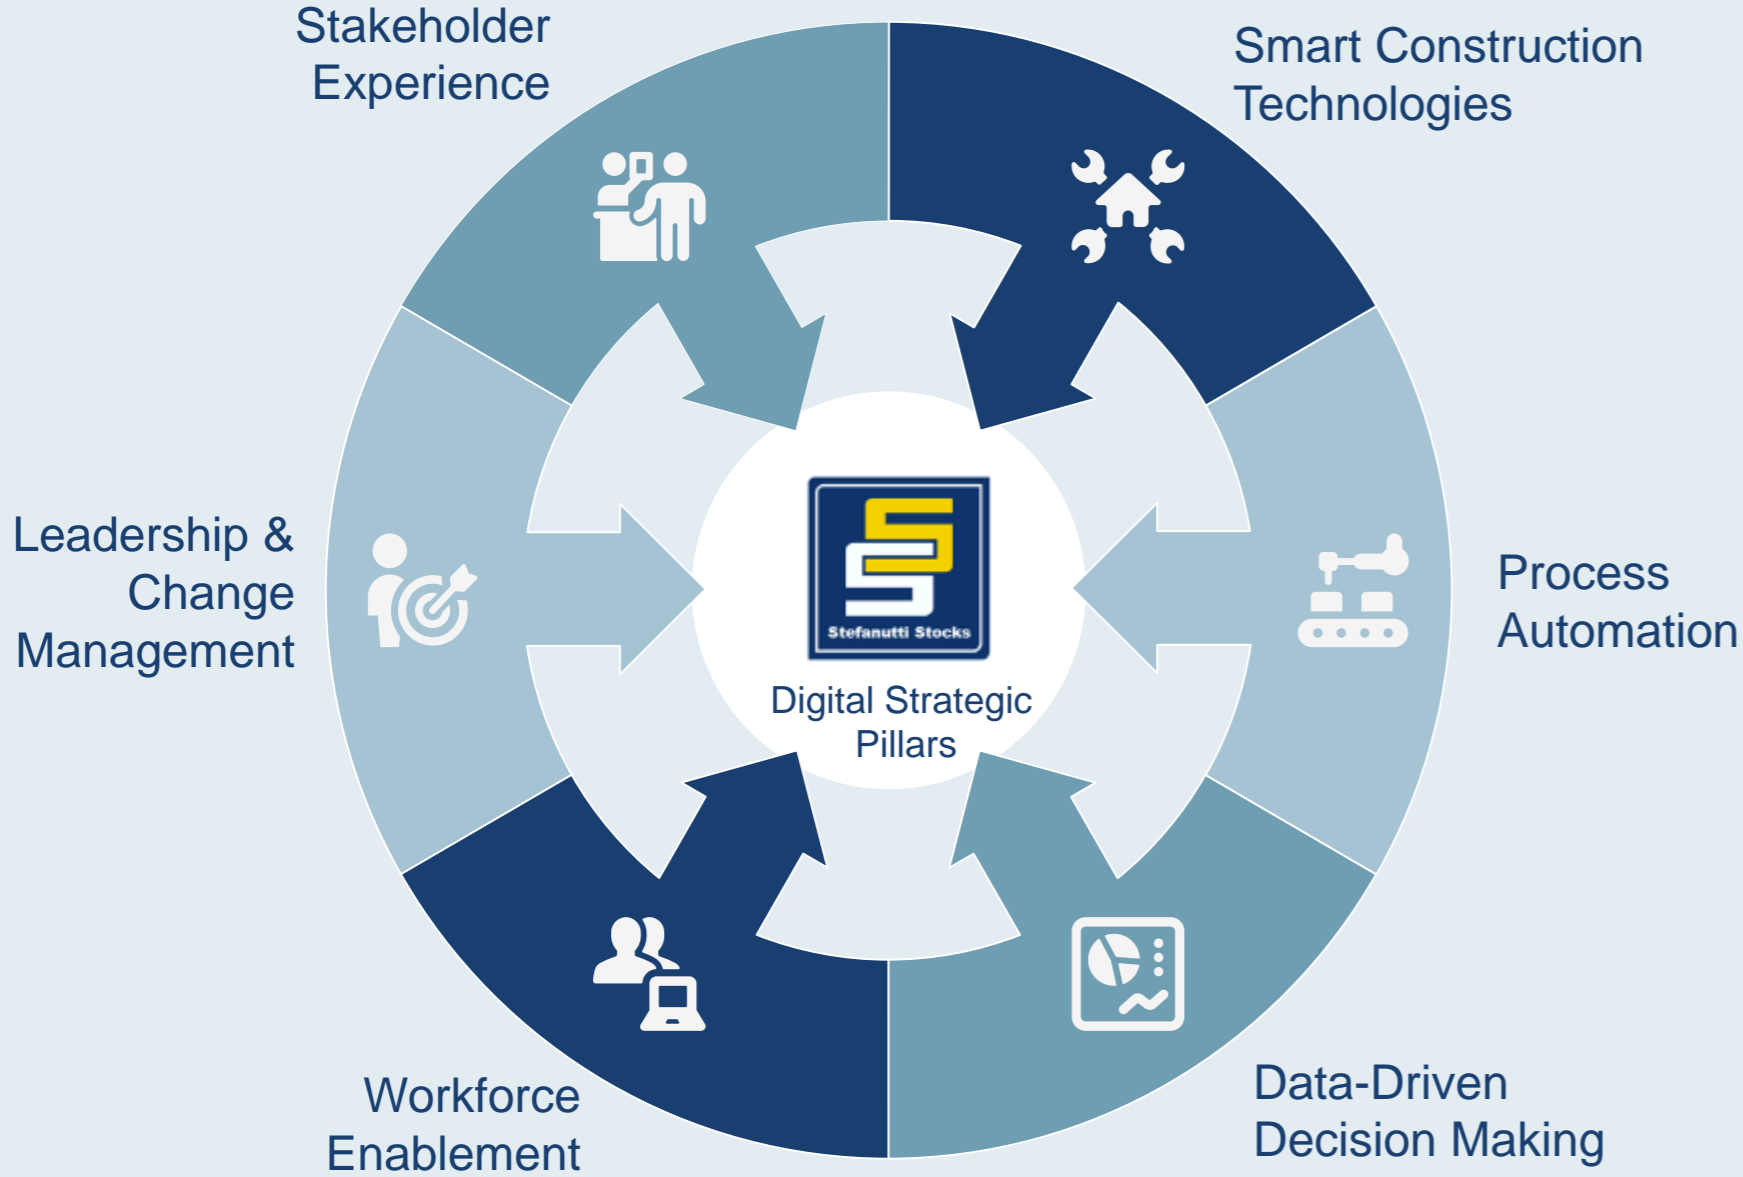 Stakeholder
Experience
Smart Construction
Technologies
Leadership &
Change
Management
Stefanutti Stocks
Digital Strategic
Pillars
Process
Automation
Workforce
Enablement
Data-Driven
Decision Making